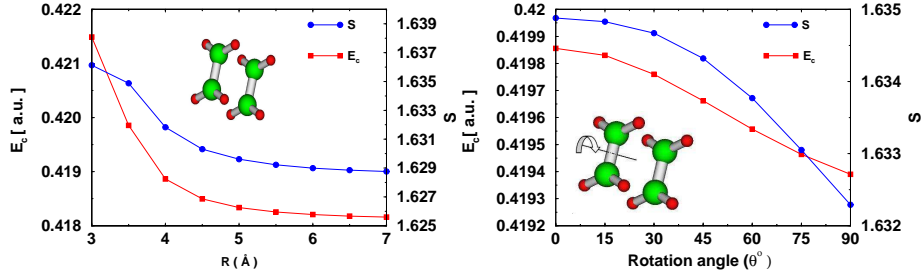 0.422
0.421
0.420
0.419
0.418
E_c [ a.u. ]
1.639
1.637
1.635
1.633
1.631
1.629
1.627
1.625
S
S
E_c
3 4 5 6 7
R ( Å )
0.42
0.4199
0.4198
0.4196
0.4195
0.4194
0.4193
0.4192
E_c [ a.u. ]
1.635
1.634
1.633
1.632
S
S
E_c
0 15 30 45 60 75 90
Rotation angle (θ°)